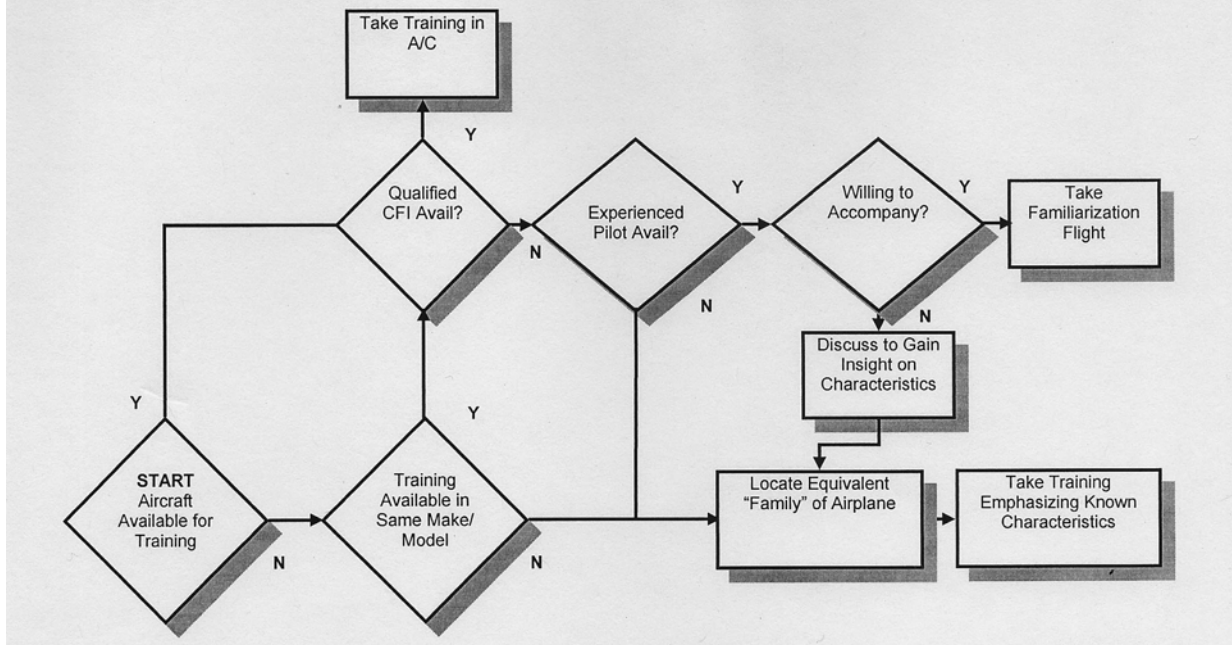 Take Training in
A/C
Y
Qualified
CFI Avail?
N
Experienced
Pilot Avail?
Y
N
Willing to
Accompany?
Y
N
Take
Familiarization
Flight
Discuss to Gain
Insight on
Characteristics
Y
START
Aircraft
Available for
Training
N
Y
Training
Available in
Same Make/
Model
N
Locate Equivalent
“Family” of Airplane
Take Training
Emphasizing Known
Characteristics